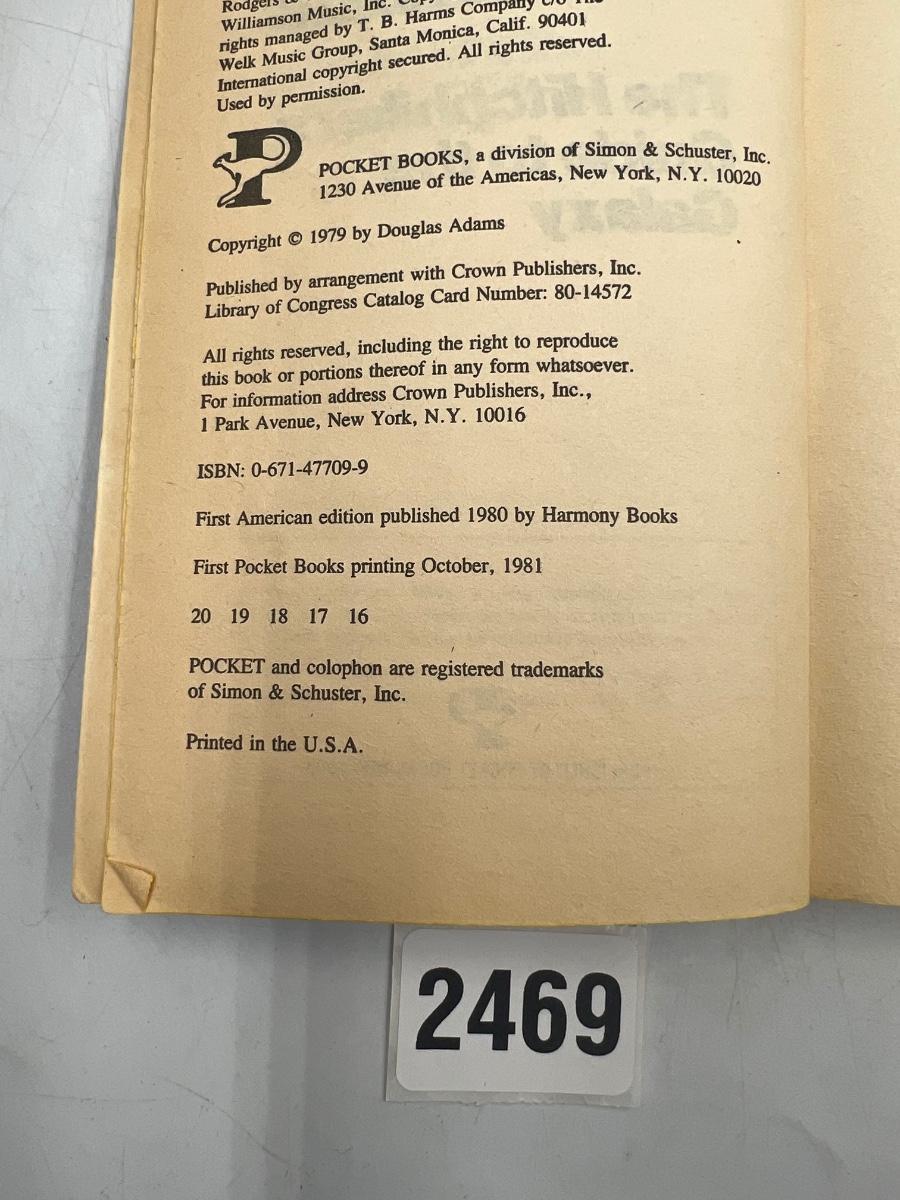 Rodgers &
Williamson Music, Inc.
rights managed by T. B. Harms Company c/o The
Welk Music Group, Santa Monica, Calif. 90401
International copyright secured. All rights reserved.
Used by permission.
P
POCKET BOOKS, a division of Simon & Schuster, Inc.
1230 Avenue of the Americas, New York, N.Y. 10020
Copyright © 1979 by Douglas Adams
Published by arrangement with Crown Publishers, Inc.
Library of Congress Catalog Card Number: 80-14572
All rights reserved, including the right to reproduce
this book or portions thereof in any form whatsoever.
For information address Crown Publishers, Inc.,
1 Park Avenue, New York, N.Y. 10016
ISBN: 0-671-47709-9
First American edition published 1980 by Harmony Books
First Pocket Books printing October, 1981
20 19 18 17 16
POCKET and colophon are registered trademarks
of Simon & Schuster, Inc.
Printed in the U.S.A.
2469